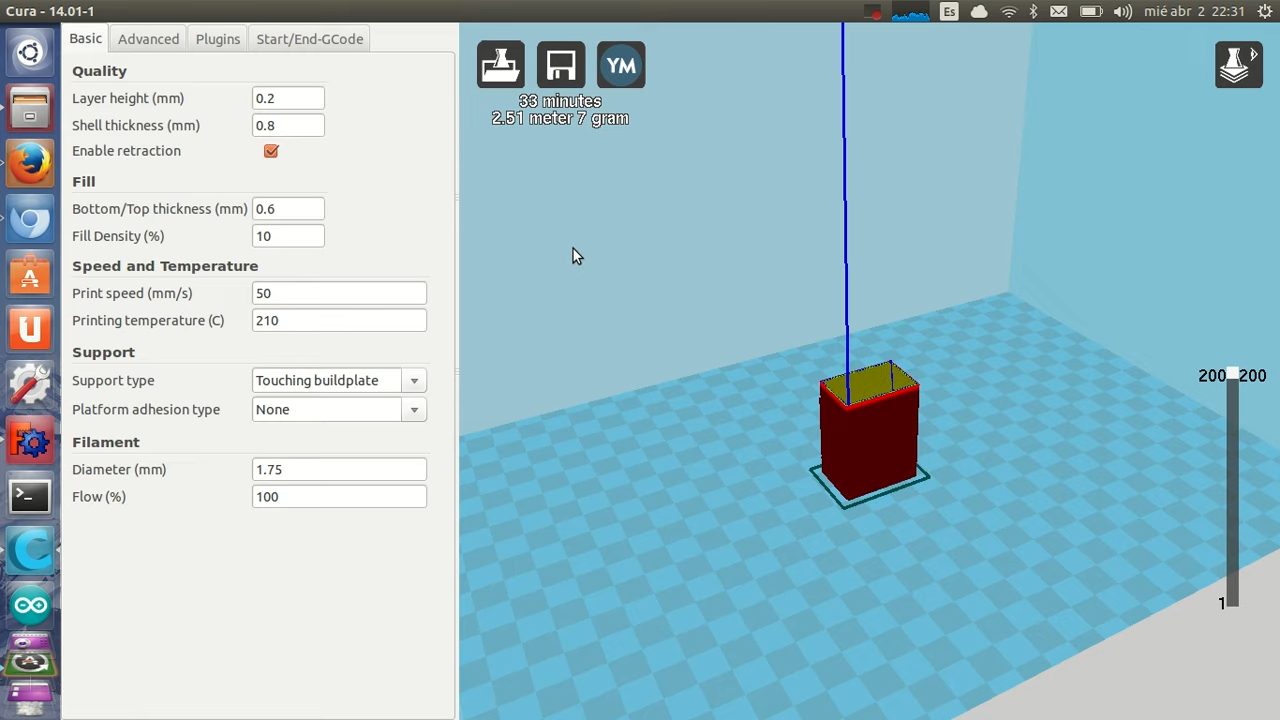 Cura - 14.01-1
Es
mié abr 2 22:31
Basic
Advanced
Plugins
Start/End-GCode
Quality
Layer height (mm) 0.2
Shell thickness (mm) 0.8
Enable retraction
Fill
Bottom/Top thickness (mm) 0.6
Fill Density (%) 10
Speed and Temperature
Print speed (mm/s) 50
Printing temperature (C) 210
Support
Support type Touching buildplate
Platform adhesion type None
Filament
Diameter (mm) 1.75
Flow (%) 100
YM
33 minutes
2.51 meter 7 gram
200 200
1